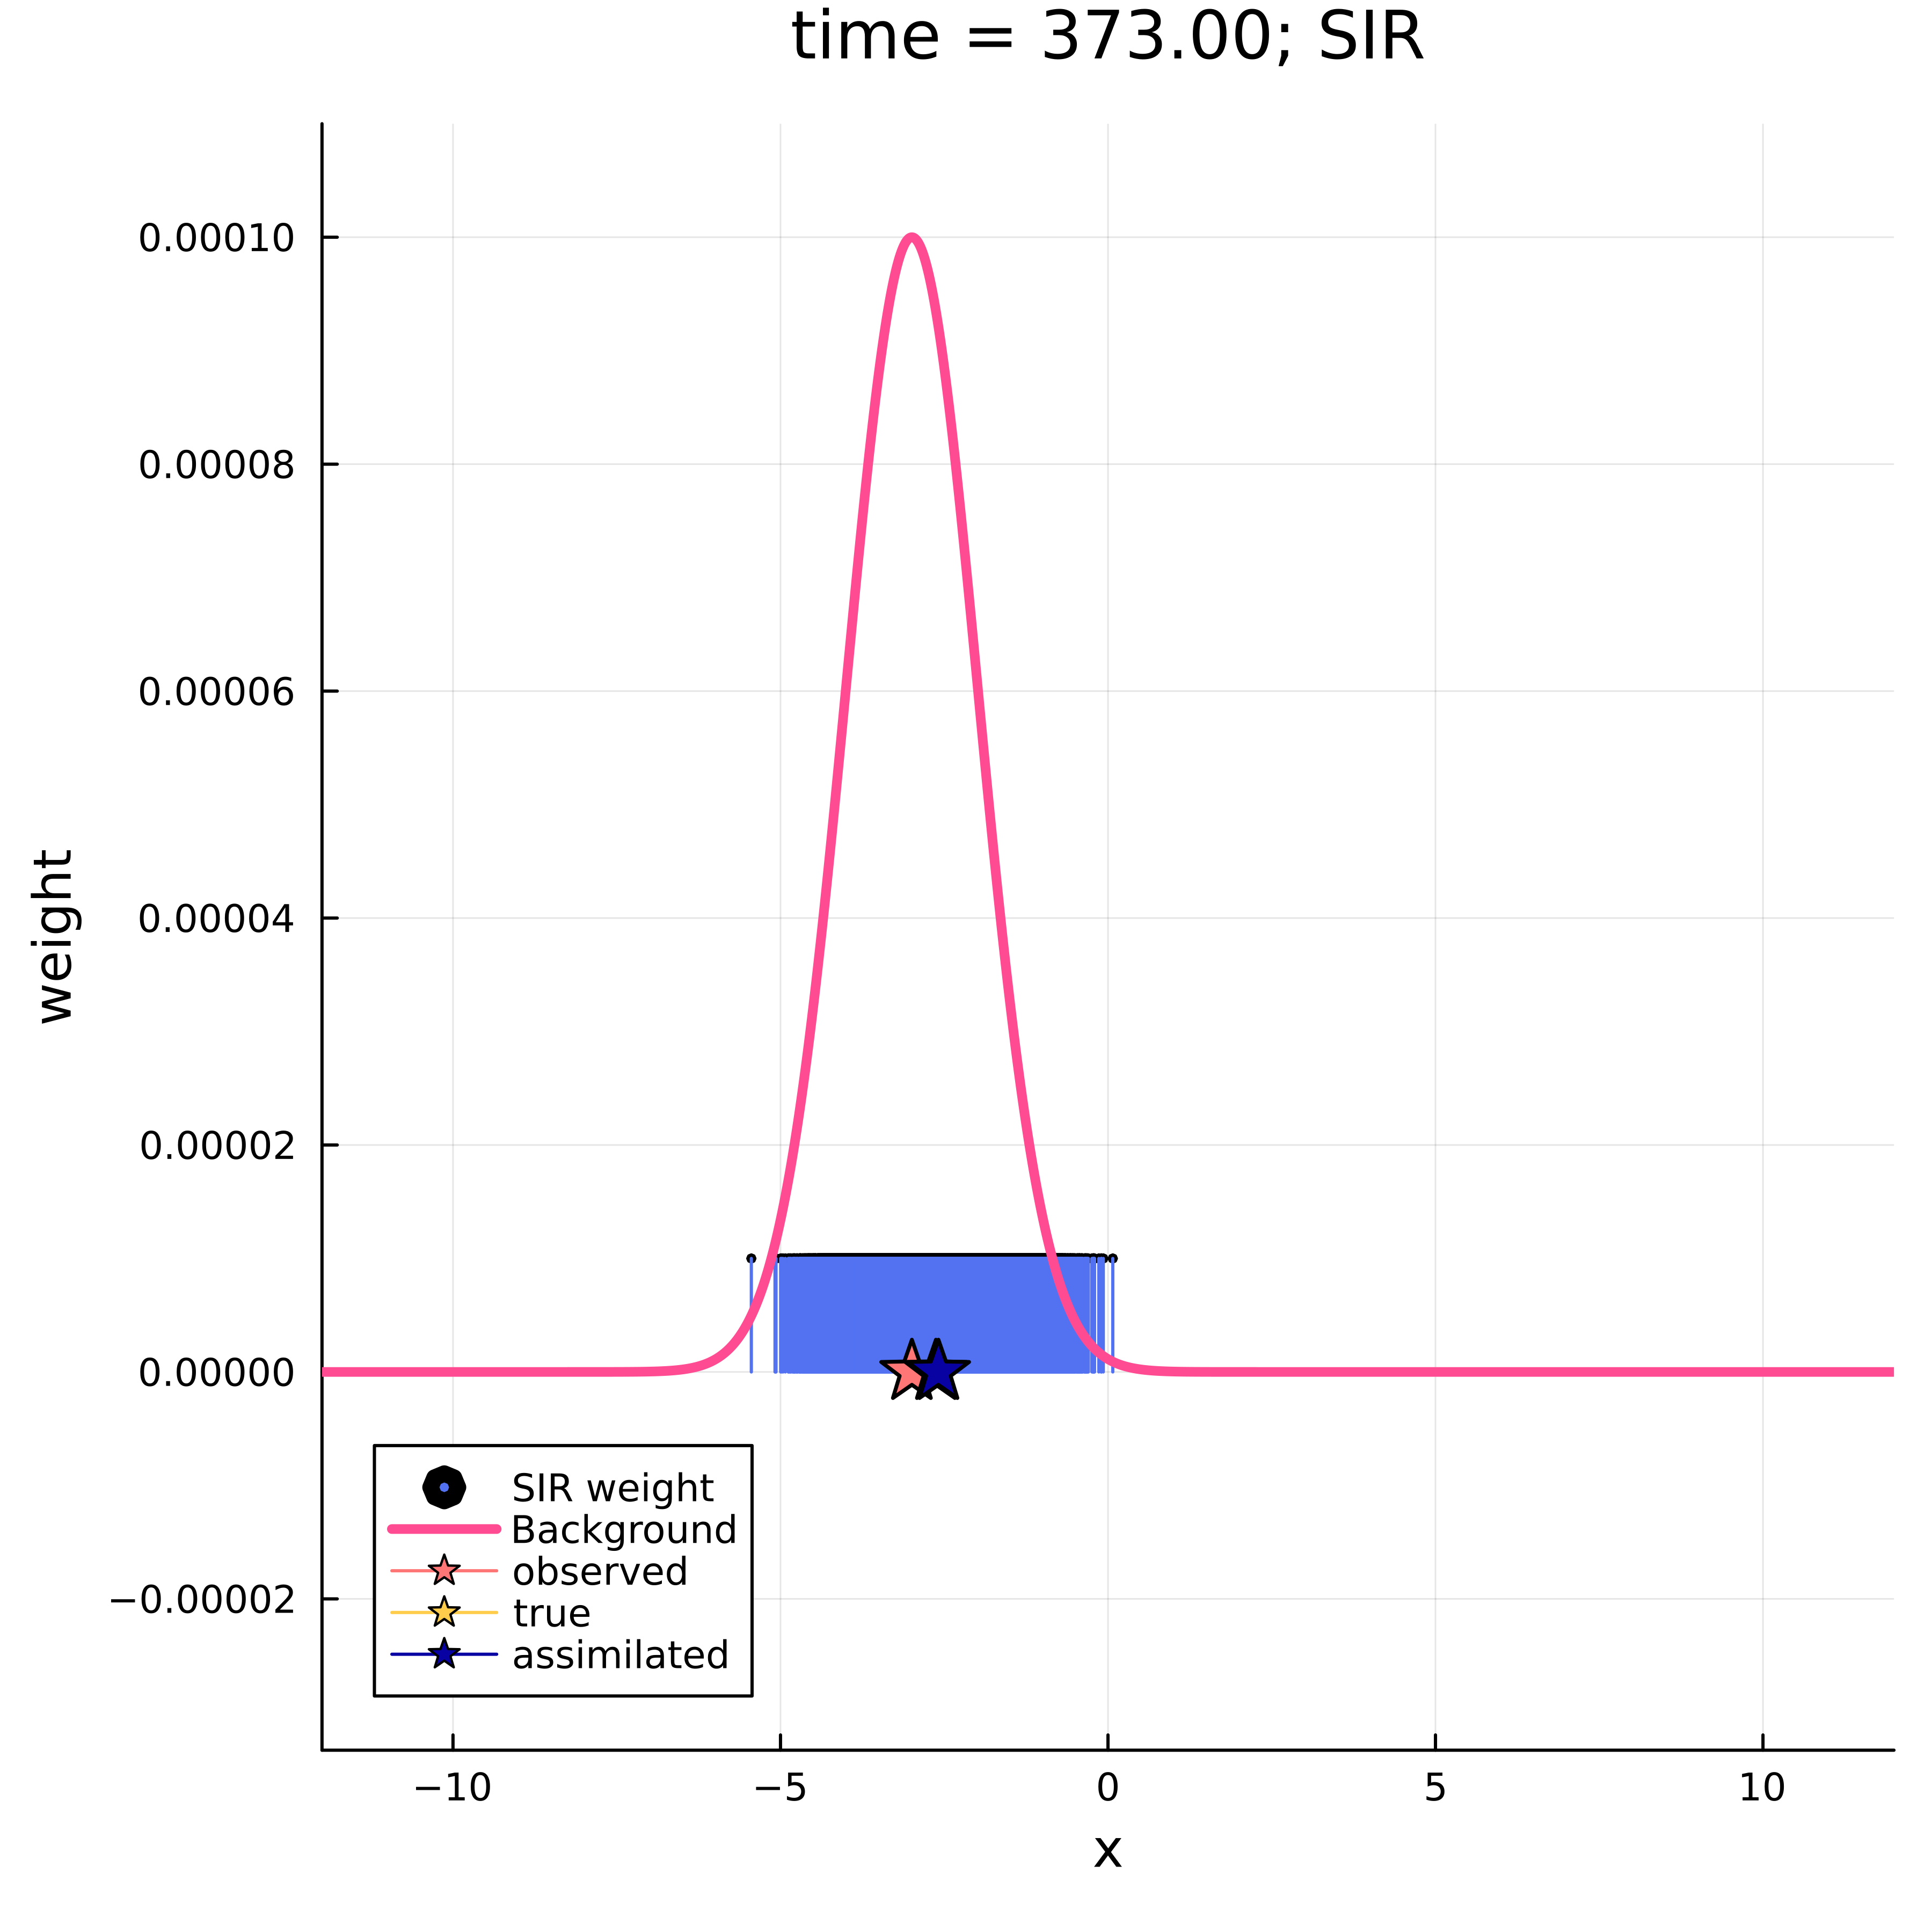 time = 373.00; SIR
0.00010
0.00008
0.00006
0.00004
0.00002
0.00000
−0.00002
weight
SIR weight
Background
observed
true
assimilated
−10 −5 0 5 10
x